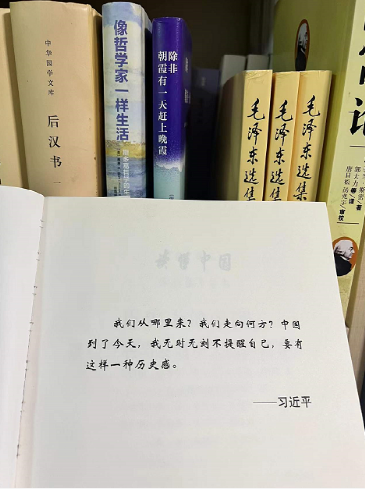 中华国学文库
后汉书
一
像哲学家一样生活
除非
朝霞有一天赶上晚霞
毛泽东选集
毛泽东选集
毛泽东选集
论
我们从哪里来？我们走向何方？中国
到了今天，我无时无刻不提醒自己，要有
这样一种历史感。
——习近平